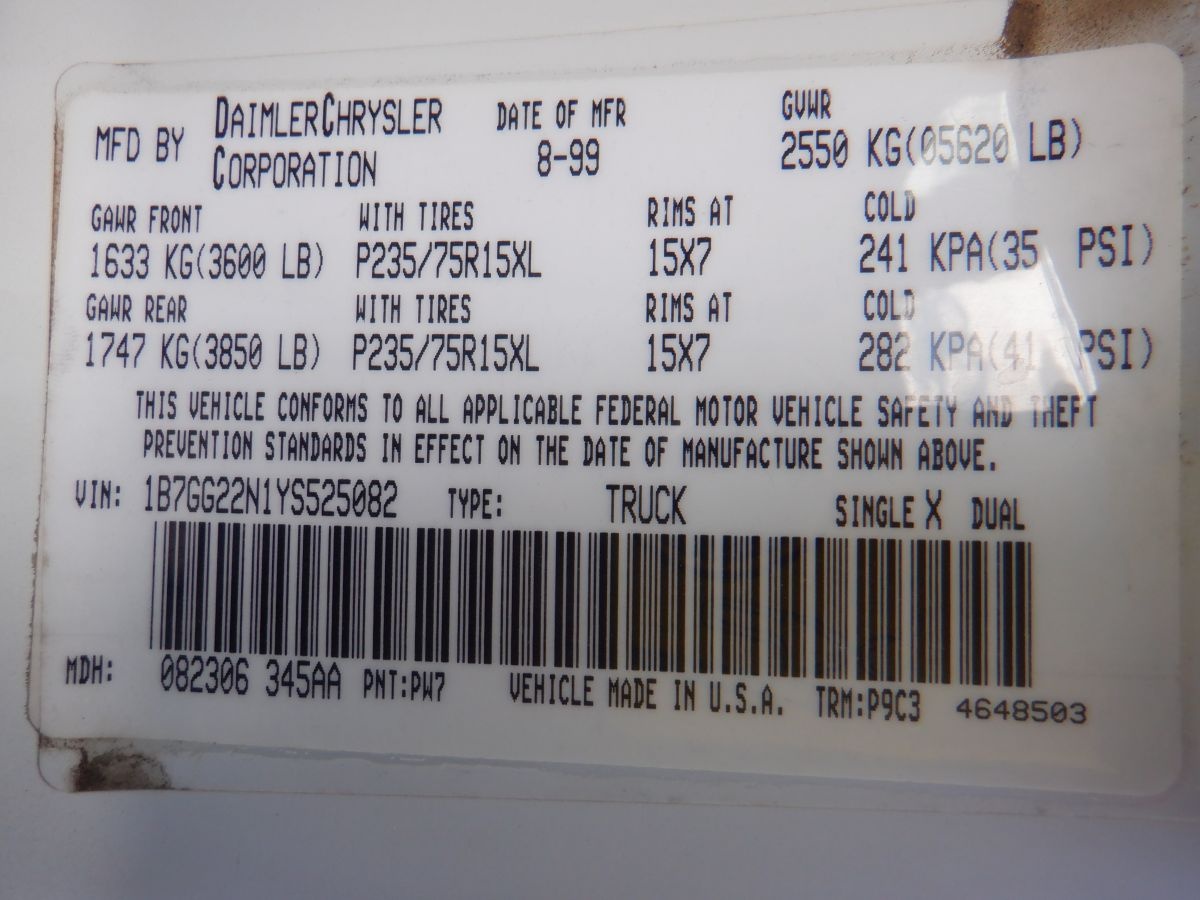 MFD BY DAIMLERCHRYSLER CORPORATION DATE OF MFR 8-99 GVWR 2550 KG(05620 LB)
GAWR FRONT WITH TIRES RIMS AT COLD
1633 KG(3600 LB) P235/75R15XL 15X7 241 KPA(35 PSI)
GAWR REAR WITH TIRES RIMS AT COLD
1747 KG(3850 LB) P235/75R15XL 15X7 282 KPA(41 PSI)
THIS VEHICLE CONFORMS TO ALL APPLICABLE FEDERAL MOTOR VEHICLE SAFETY AND THEFT
PREVENTION STANDARDS IN EFFECT ON THE DATE OF MANUFACTURE SHOWN ABOVE.
VIN: 1B7GG22N1YS525082 TYPE: TRUCK SINGLE X DUAL
MDH: 082306 345AA PNT:PW7 VEHICLE MADE IN U.S.A. TRM:P9C3 4648503